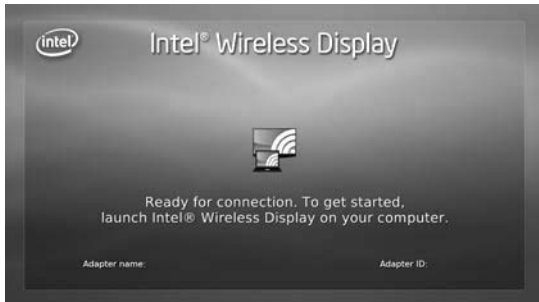 intel
Intel® Wireless Display
Ready for connection. To get started,
launch Intel® Wireless Display on your computer.
Adapter name:
Adapter ID: